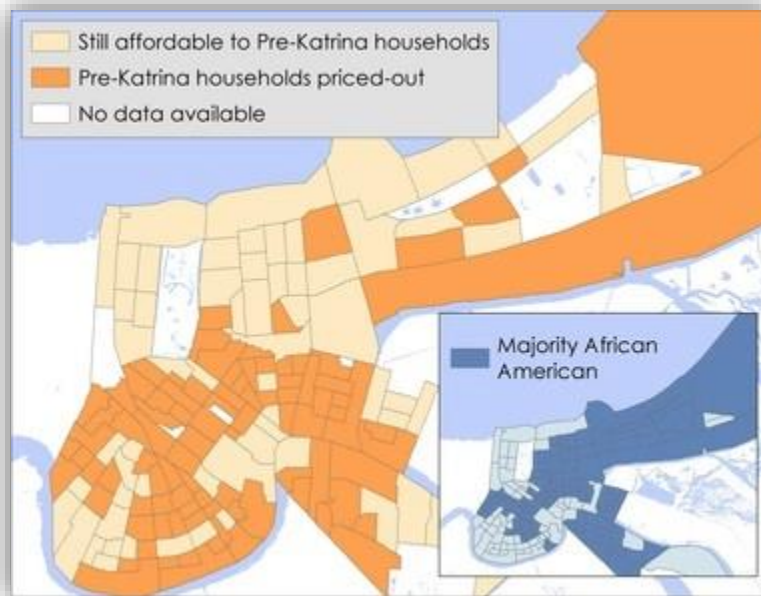 Still affordable to Pre-Katrina households
Pre-Katrina households priced-out
No data available
Majority African
American